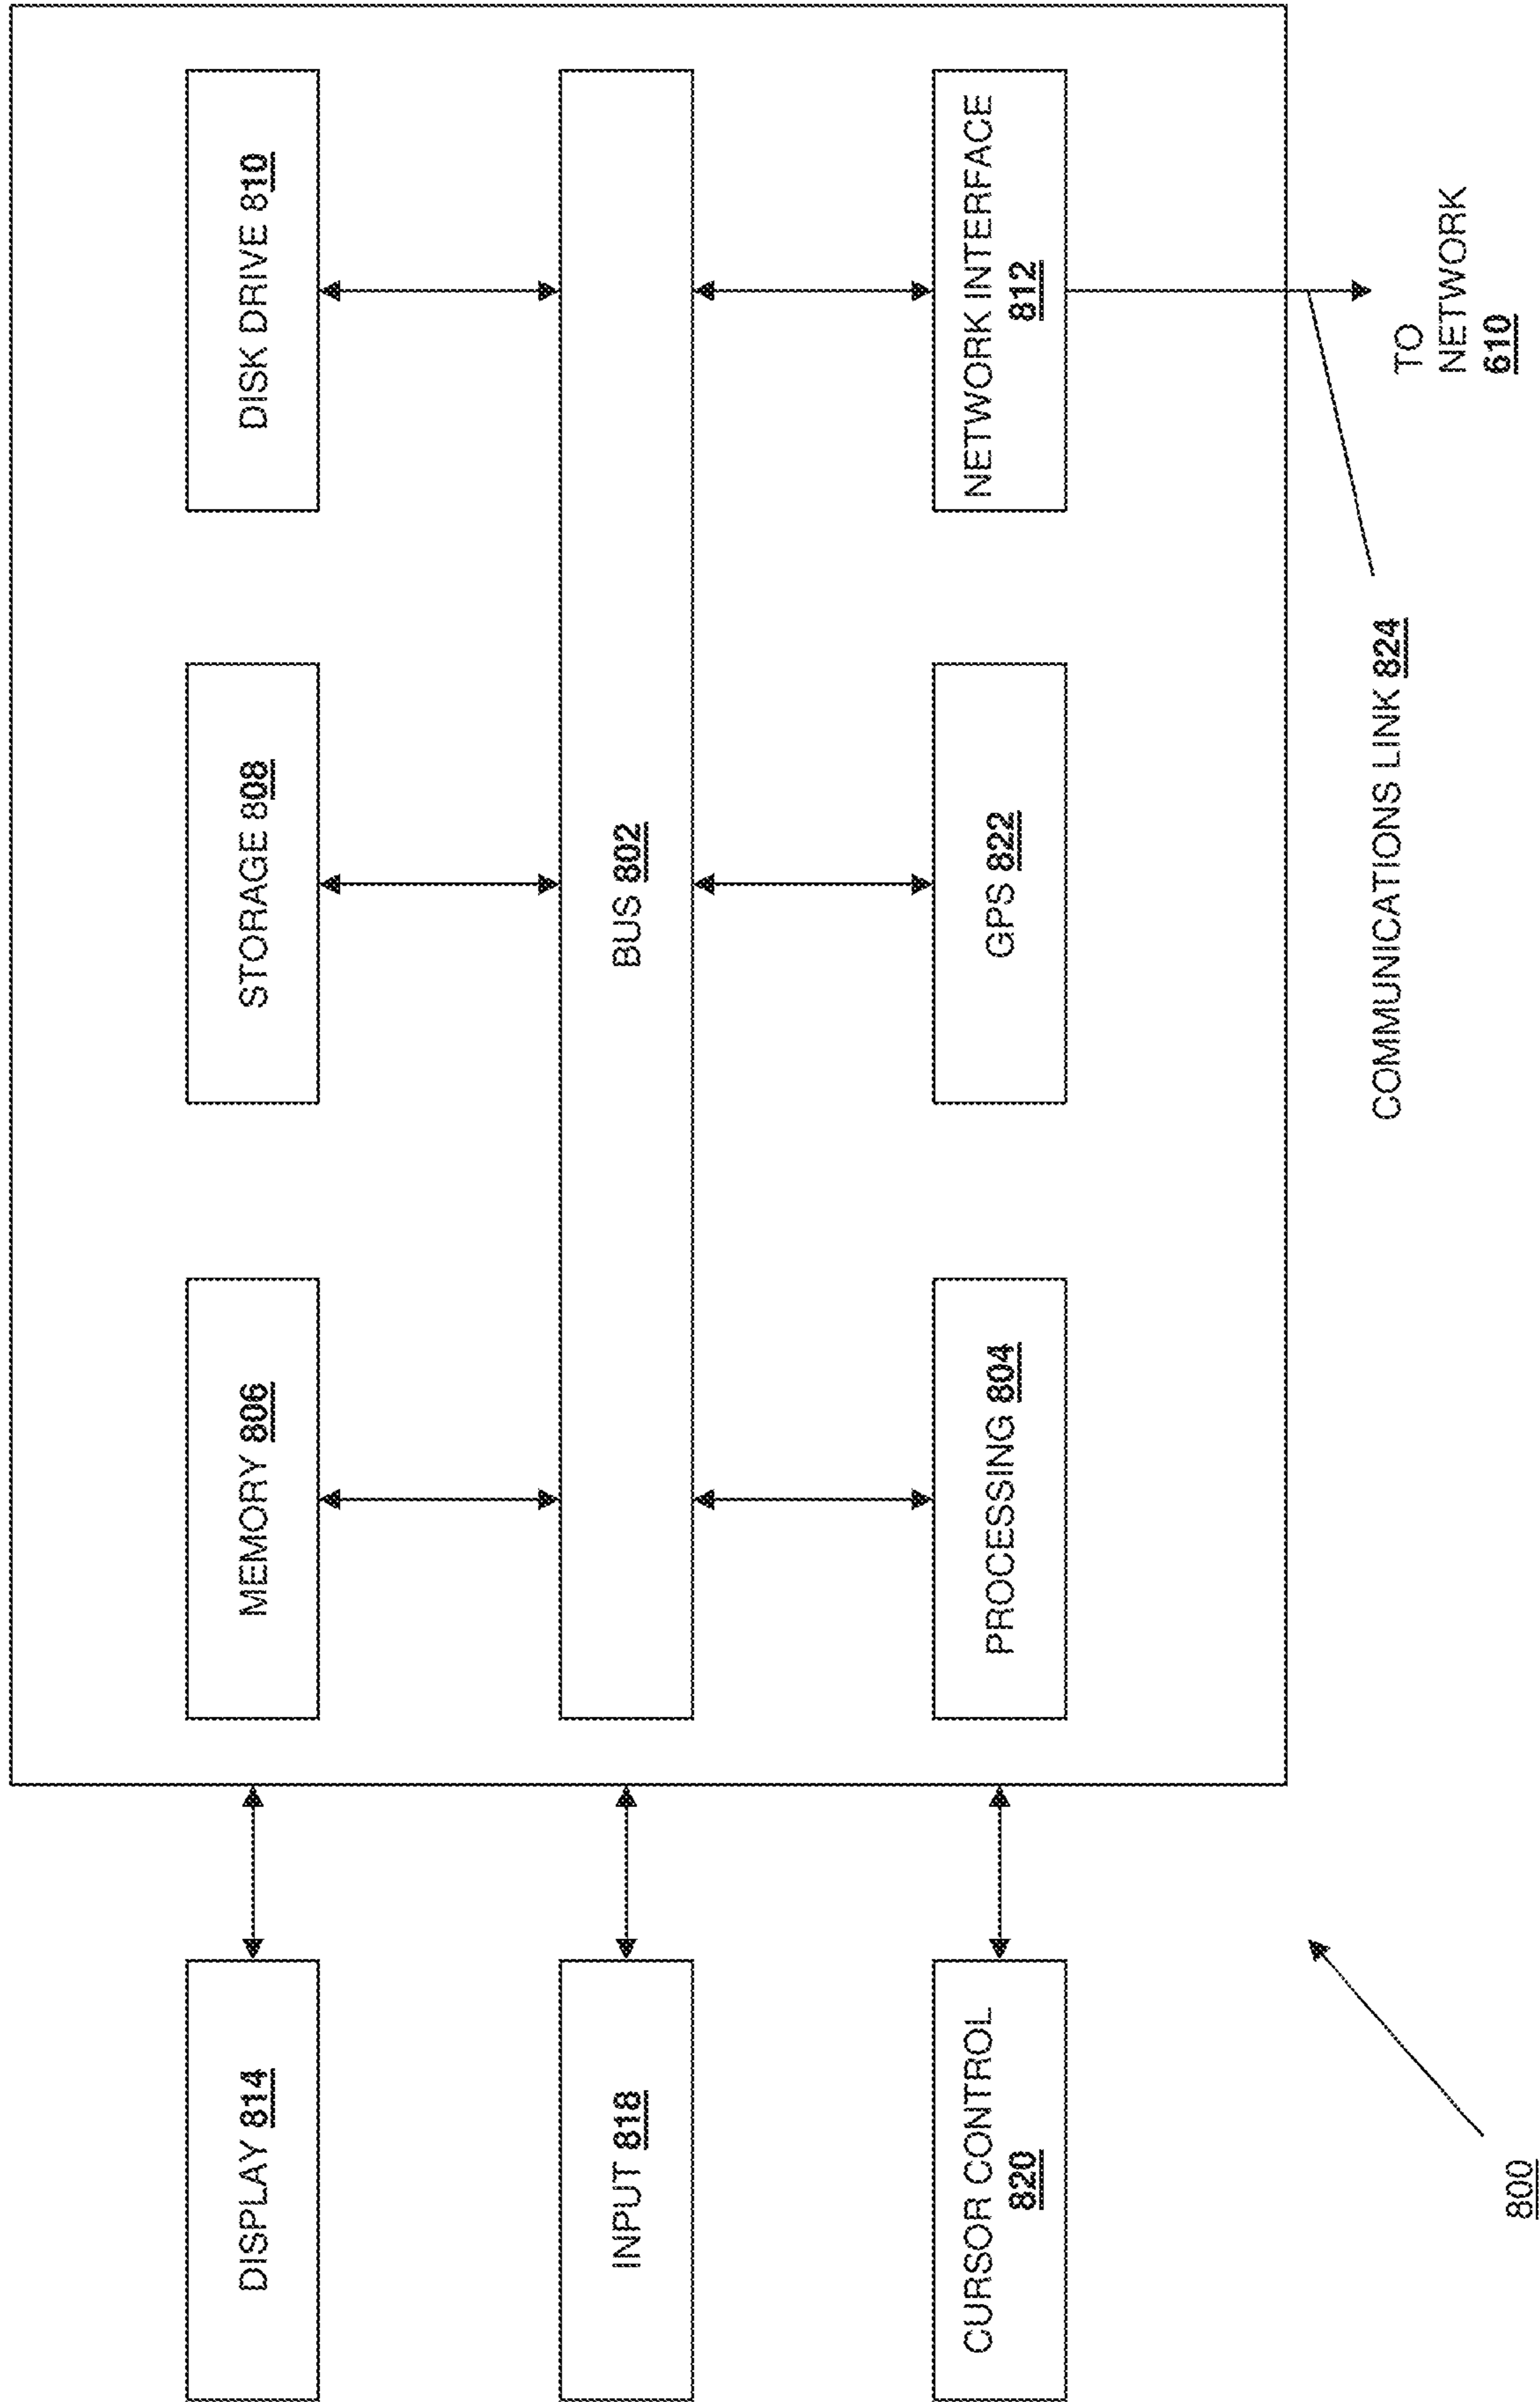 DISPLAY 814
MEMORY 806
STORAGE 808
DISK DRIVE 810
INPUT 818
BUS 802
CURSOR CONTROL
820
PROCESSING 804
GPS 822
NETWORK INTERFACE
812
COMMUNICATIONS LINK 824
TO
NETWORK
610
800